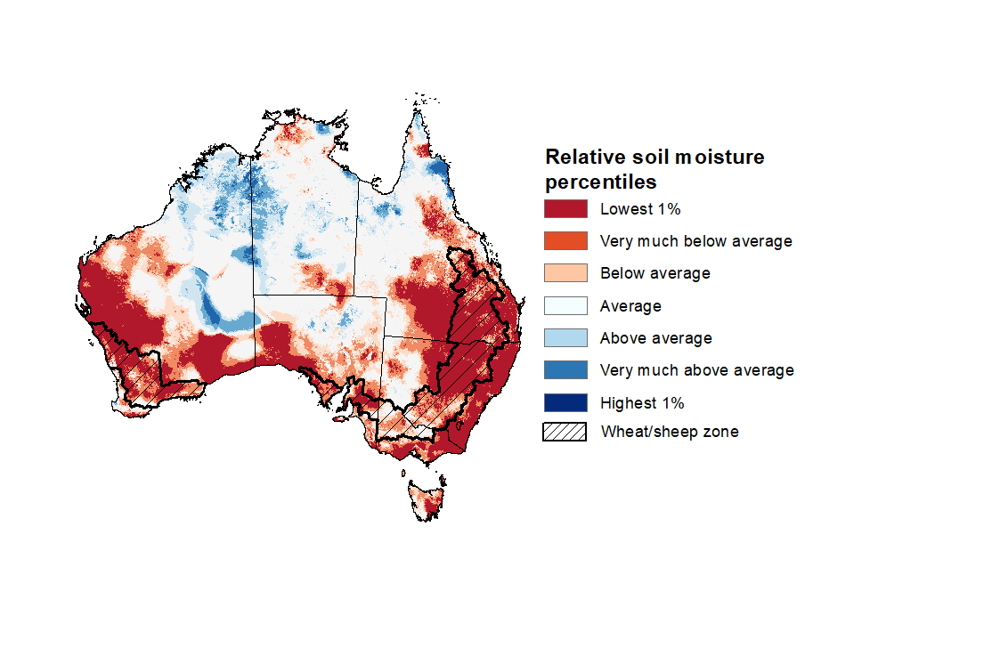 Relative soil moisture
percentiles
Lowest 1%
Very much below average
Below average
Average
Above average
Very much above average
Highest 1%
Wheat/sheep zone